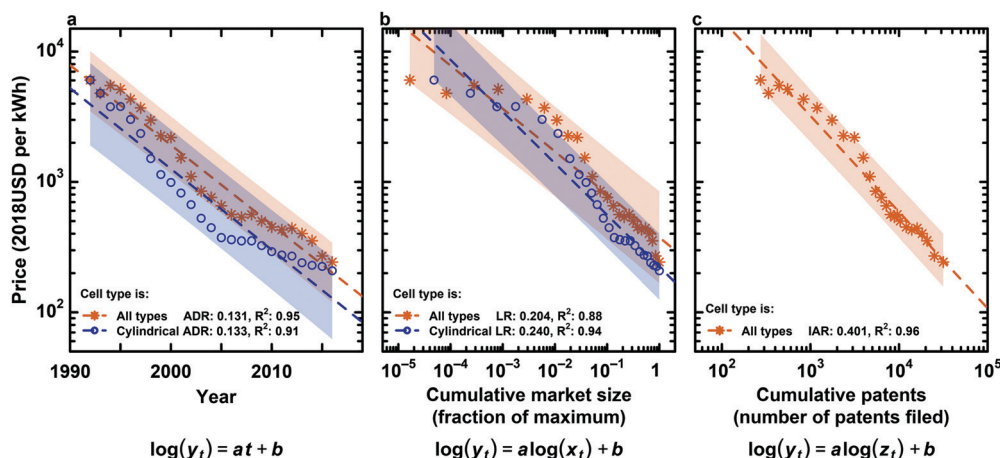 a
b
c
Price (2018USD per kWh)
10⁴
10³
10²
Cell type is:
All types ADR: 0.131, R²: 0.95
Cylindrical ADR: 0.133, R²: 0.91
1990 2000 2010
Year
log(yₜ) = at + b
Cell type is:
All types LR: 0.204, R²: 0.88
Cylindrical LR: 0.240, R²: 0.94
10⁻⁵ 10⁻⁴ 10⁻³ 10⁻² 10⁻¹ 1
Cumulative market size
(fraction of maximum)
log(yₜ) = alog(xₜ) + b
Cell type is:
All types IAR: 0.401, R²: 0.96
10² 10³ 10⁴ 10⁵
Cumulative patents
(number of patents filed)
log(yₜ) = alog(zₜ) + b